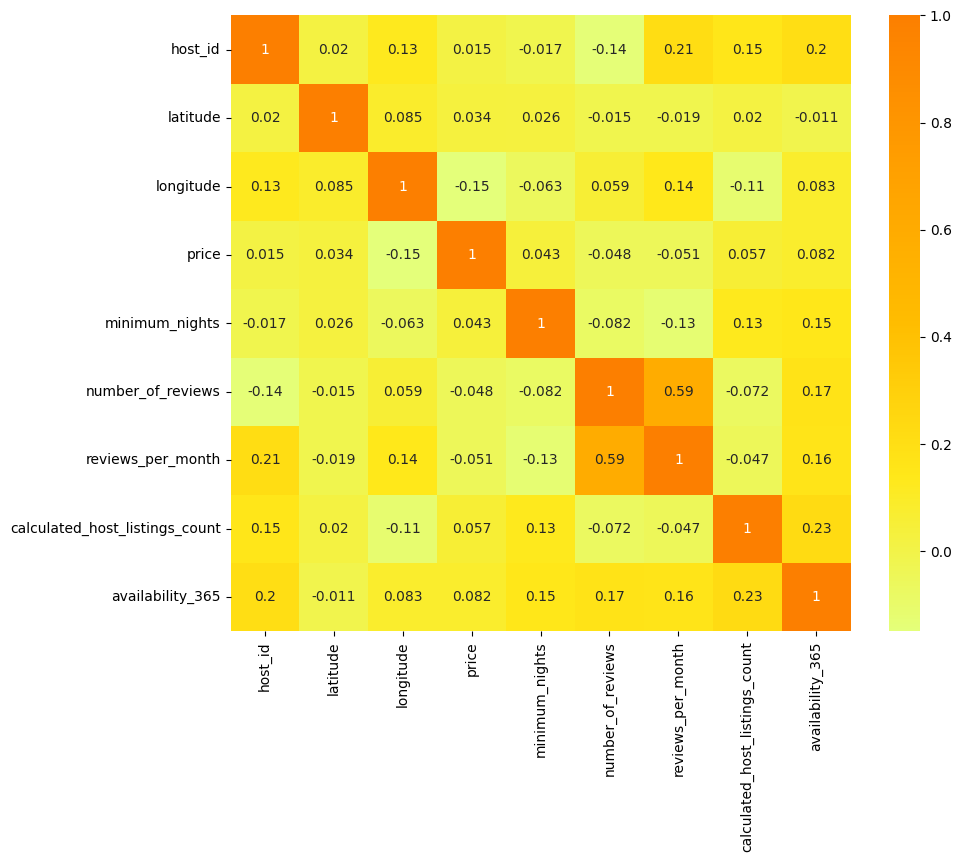 host_id 1 0.02 0.13 0.015 -0.017 -0.14 0.21 0.15 0.2
latitude 0.02 1 0.085 0.034 0.026 -0.015 -0.019 0.02 -0.011
longitude 0.13 0.085 1 -0.15 -0.063 0.059 0.14 -0.11 0.083
price 0.015 0.034 -0.15 1 0.043 -0.048 -0.051 0.057 0.082
minimum_nights -0.017 0.026 -0.063 0.043 1 -0.082 -0.13 0.13 0.15
number_of_reviews -0.14 -0.015 0.059 -0.048 -0.082 1 0.59 -0.072 0.17
reviews_per_month 0.21 -0.019 0.14 -0.051 -0.13 0.59 1 -0.047 0.16
calculated_host_listings_count 0.15 0.02 -0.11 0.057 0.13 -0.072 -0.047 1 0.23
availability_365 0.2 -0.011 0.083 0.082 0.15 0.17 0.16 0.23 1
host_id
latitude
longitude
price
minimum_nights
number_of_reviews
reviews_per_month
calculated_host_listings_count
availability_365
1.0
0.8
0.6
0.4
0.2
0.0